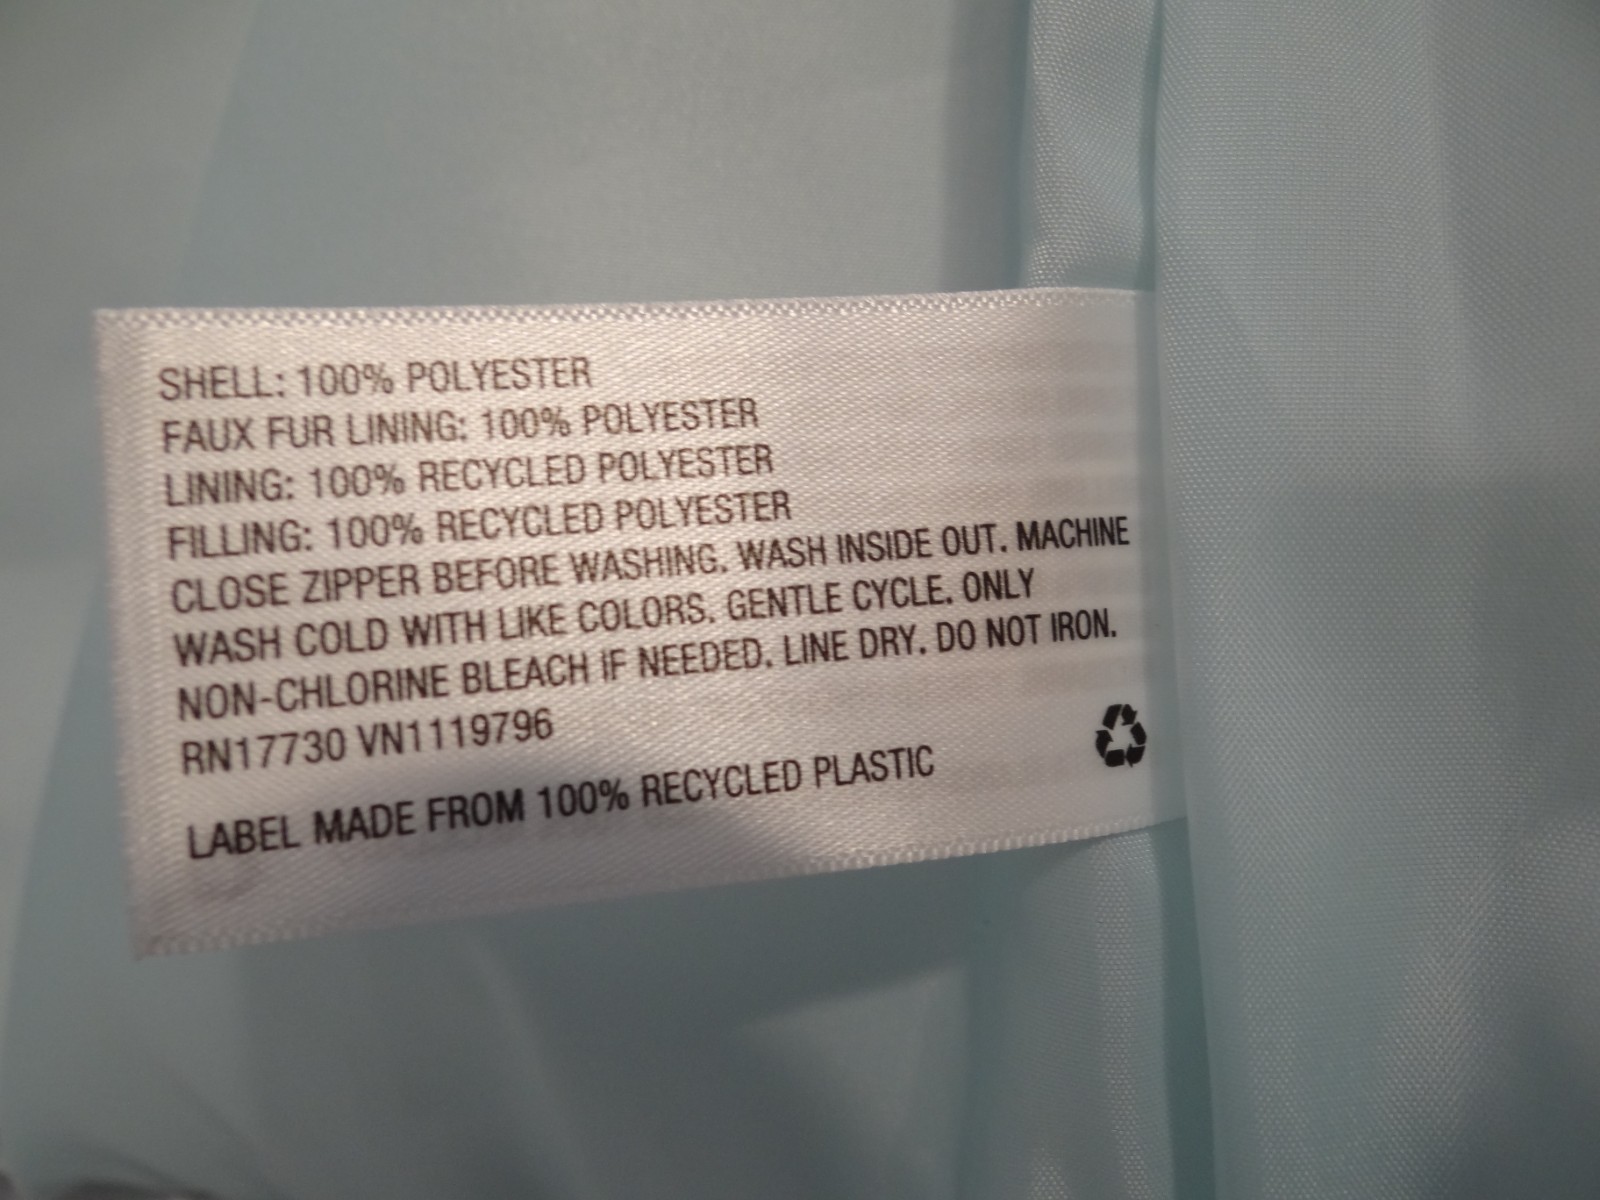 SHELL: 100% POLYESTER
FAUX FUR LINING: 100% POLYESTER
LINING: 100% RECYCLED POLYESTER
FILLING: 100% RECYCLED POLYESTER
CLOSE ZIPPER BEFORE WASHING. WASH INSIDE OUT. MACHINE
WASH COLD WITH LIKE COLORS. GENTLE CYCLE. ONLY
NON-CHLORINE BLEACH IF NEEDED. LINE DRY. DO NOT IRON.
RN17730 VN1119796
LABEL MADE FROM 100% RECYCLED PLASTIC